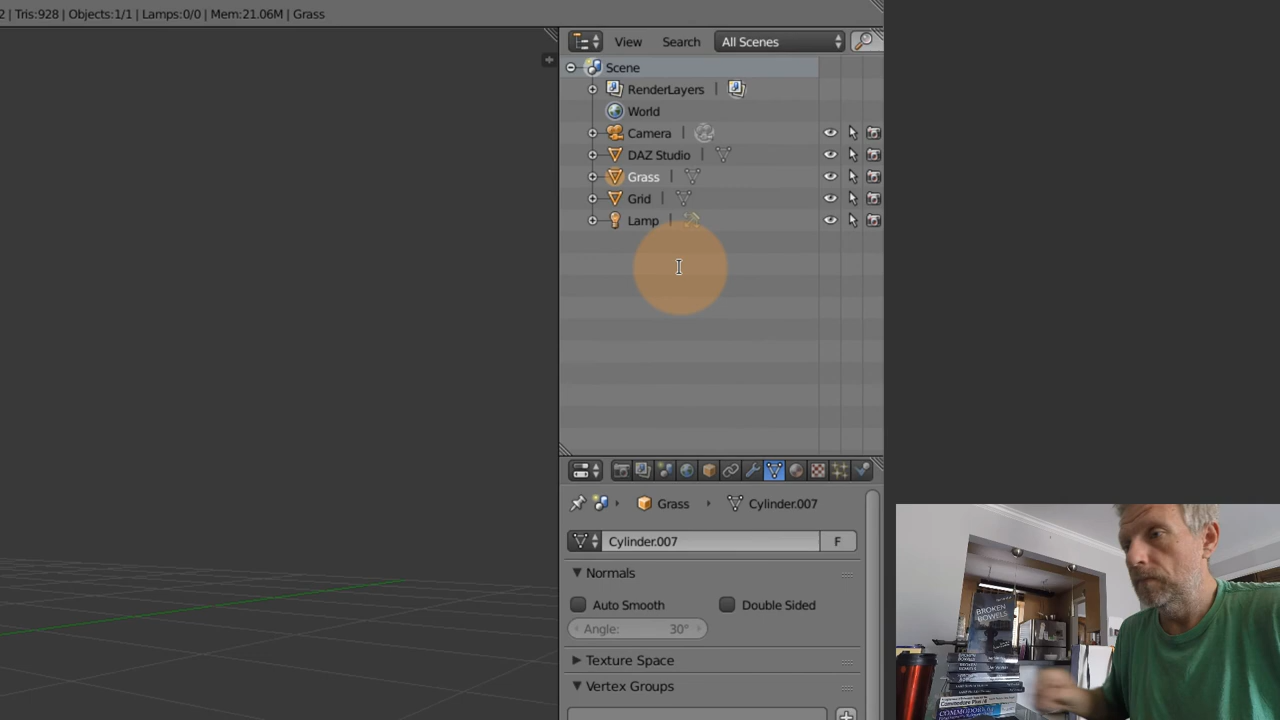 2 | Tris:928 | Objects:1/1 | Lamps:0/0 | Mem:21.06M | Grass
View Search All Scenes
Scene
RenderLayers |
World
Camera |
DAZ Studio |
Grass |
Grid |
Lamp |
Grass Cylinder.007
Cylinder.007 F
Normals
Auto Smooth Double Sided
Angle: 30°
Texture Space
Vertex Groups
BROKEN
BOWELS